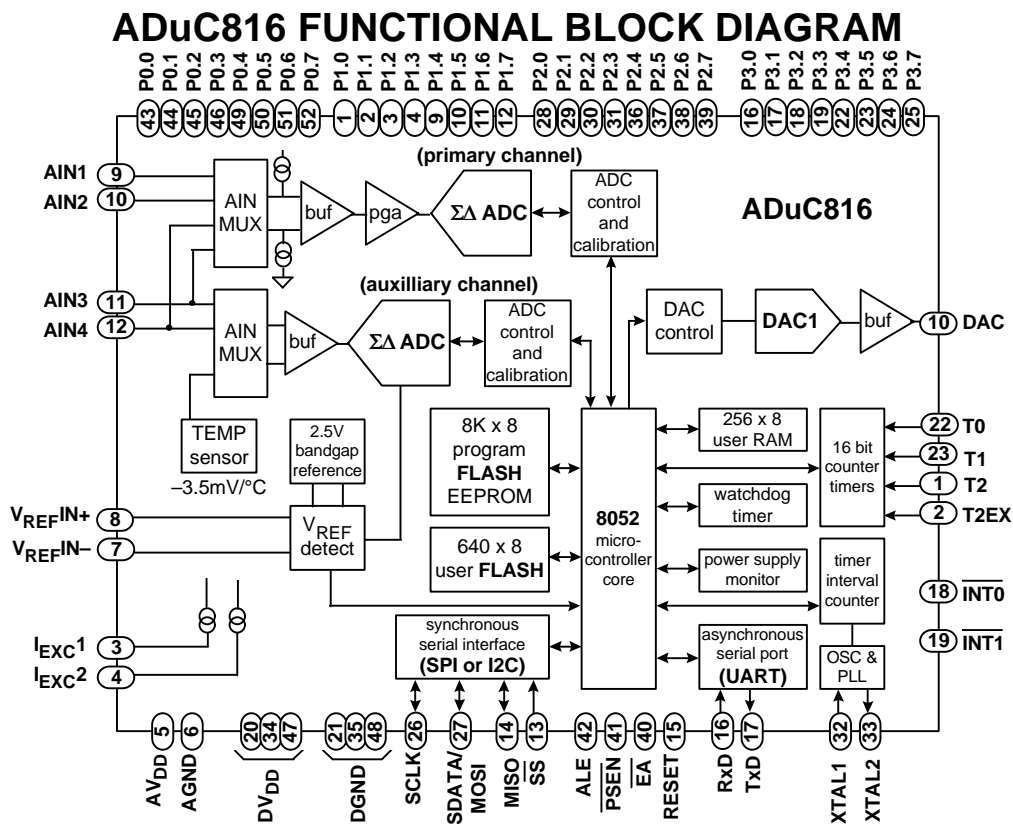 ADuC816 FUNCTIONAL BLOCK DIAGRAM
P0.0 P0.1 P0.2 P0.3 P0.4 P0.5 P0.6 P0.7 P1.0 P1.1 P1.2 P1.3 P1.4 P1.5 P1.6 P1.7 P2.0 P2.1 P2.2 P2.3 P2.4 P2.5 P2.6 P2.7 P3.0 P3.1 P3.2 P3.3 P3.4 P3.5 P3.6 P3.7
43 44 45 46 49 50 51 52 1 2 3 4 9 10 11 12 28 29 30 31 36 37 38 39 16 17 18 19 22 23 24 25
(primary channel)
AIN1 9
AIN2 10
AIN
MUX
buf
pga
ΣΔ ADC
ADC
control
and
calibration
ADuC816
(auxilliary channel)
AIN3 11
AIN4 12
AIN
MUX
buf
ΣΔ ADC
ADC
control
and
calibration
DAC
control
DAC1
buf
10 DAC
TEMP
sensor
–3.5mV/°C
2.5V
bandgap
reference
8K x 8
program
FLASH
EEPROM
256 x 8
user RAM
16 bit
counter
timers
22 T0
23 T1
1 T2
2 T2EX
VREFIN+ 8
VREFIN– 7
VREF
detect
8052
micro-
controller
core
watchdog
timer
640 x 8
user FLASH
power supply
monitor
timer
interval
counter
18 INT0
19 INT1
IEXC1 3
IEXC2 4
synchronous
serial interface
(SPI or I2C)
asynchronous
serial port
(UART)
OSC &
PLL
5 6 20 34 47 21 35 48 26 27 14 13 42 41 40 15 16 17 32 33
AVDD
AGND
DVDD
DGND
SCLK
SDATA/
MOSI
MISO
SS
ALE
PSEN
EA
RESET
RxD
TxD
XTAL1
XTAL2